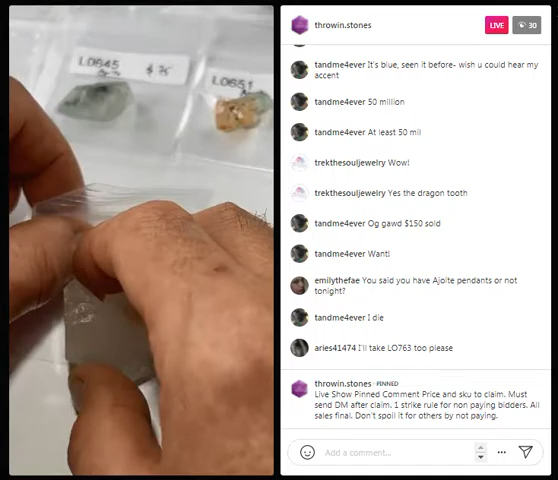 LO645
$75
LO651
throwin.stones
LIVE
30
tandme4ever It's blue, seen it before- wish u could hear my
accent
tandme4ever 50 million
tandme4ever At least 50 mil
trekthesouljewelry Wow!
trekthesouljewelry Yes the dragon tooth
tandme4ever Og gawd $150 sold
tandme4ever Want!
emilythefae You said you have Ajoite pendants or not
tonight?
tandme4ever I die
aries41474 I'll take LO763 too please
throwin.stones · PINNED
Live Show Pinned Comment Price and sku to claim. Must
send DM after claim. 1 strike rule for non paying bidders. All
sales final. Don't spoil it for others by not paying.
Add a comment...